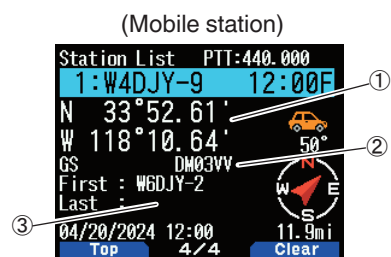 (Mobile station)
Station List PTT:440.000
1:W4DJY-9 12:00F
N 33°52.61'
①
W 118°10.64'
50°
②
GS DM03VV
N
First : W6DJY-2
W E
③
Last :
S
04/20/2024 12:00 11.9mi
Top 4/4 Clear